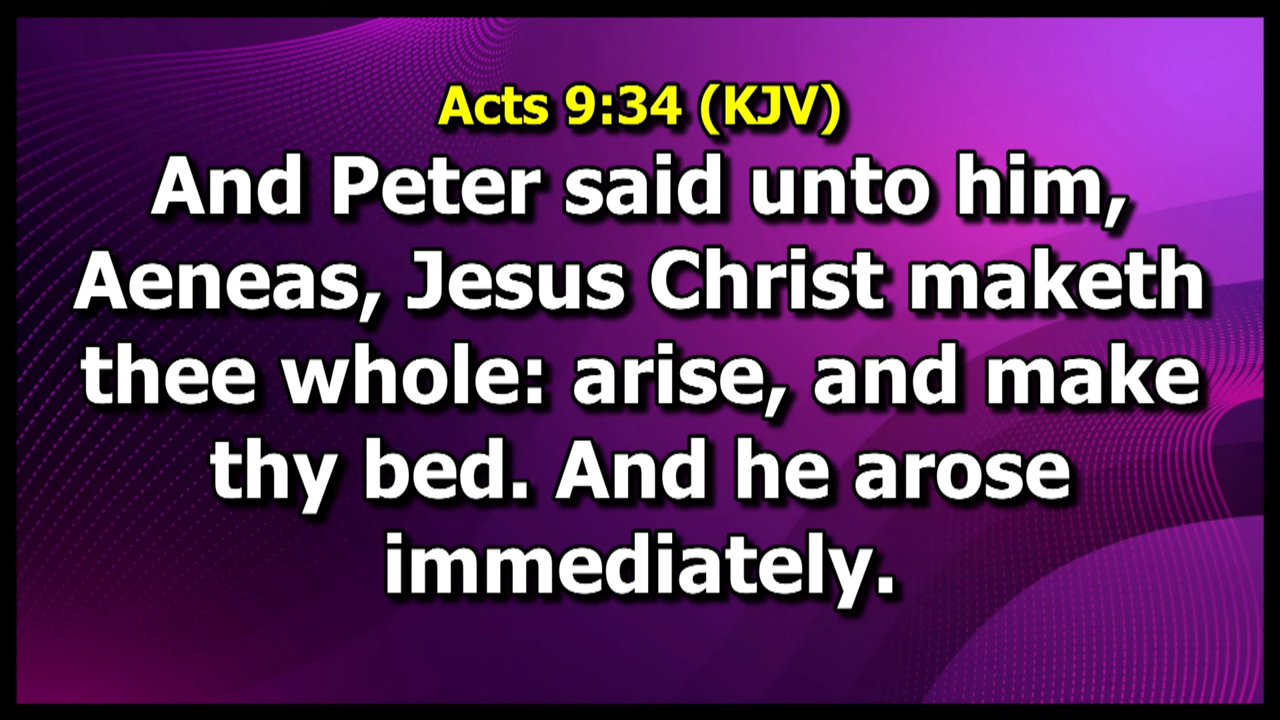 Acts 9:34 (KJV)
And Peter said unto him,
Aeneas, Jesus Christ maketh
thee whole: arise, and make
thy bed. And he arose
immediately.